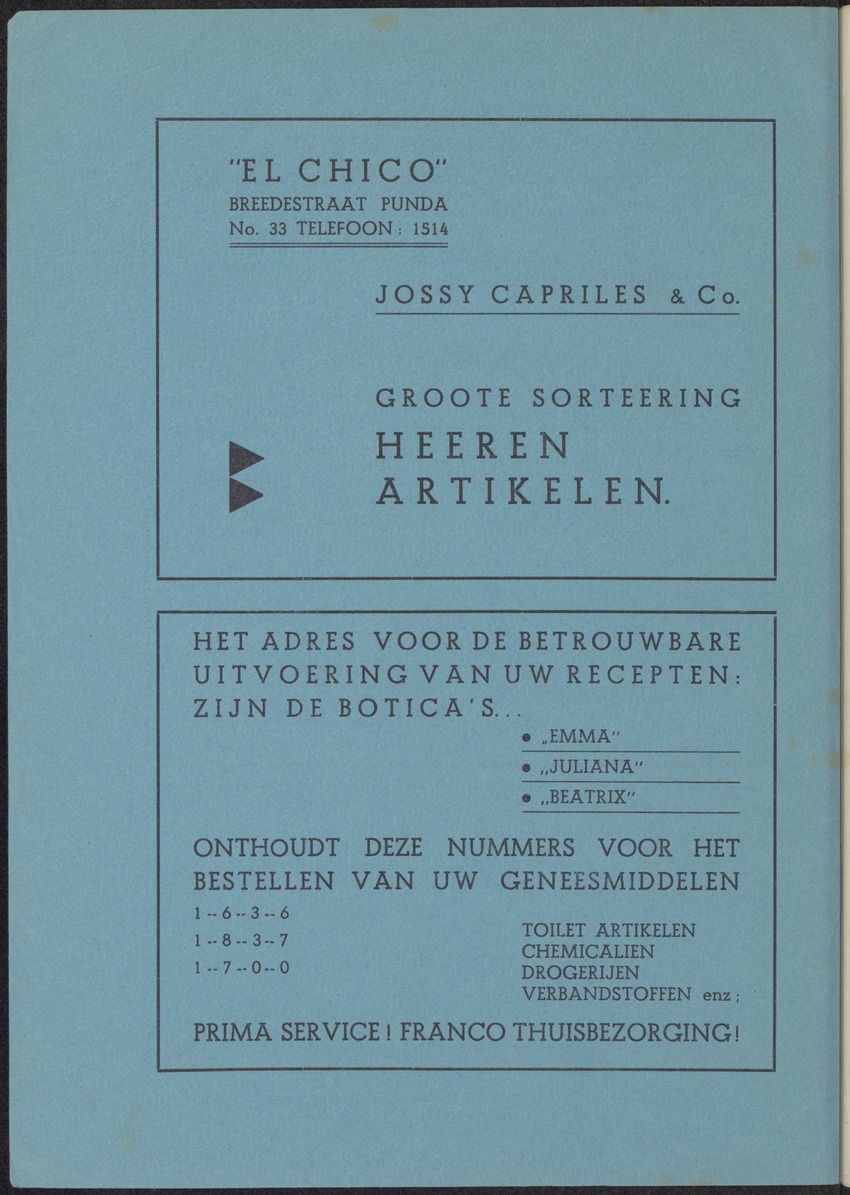 "EL CHICO"
BREEDESTRAAT PUNDA
No. 33 TELEFOON: 1514
JOSSY CAPRILES & Co.
GROOTE SORTEERING
HEEREN
ARTIKELEN.
HET ADRES VOOR DE BETROUWBARE
UITVOERING VAN UW RECEPTEN:
ZIJN DE BOTICA'S...
• „EMMA"
• „JULIANA"
• „BEATRIX"
ONTHOUDT DEZE NUMMERS VOOR HET
BESTELLEN VAN UW GENEESMIDDELEN
1--6--3--6
1--8--3--7
1--7--0--0
TOILET ARTIKELEN
CHEMICALIEN
DROGERIJEN
VERBANDSTOFFEN enz;
PRIMA SERVICE! FRANCO THUISBEZORGING!